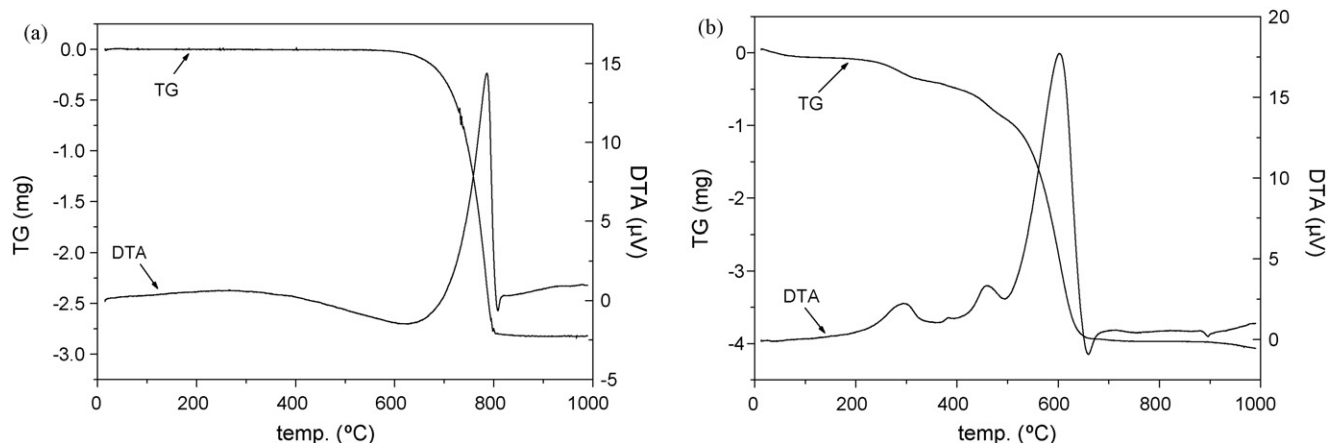 (a)
0.0
-0.5
-1.0
-1.5
-2.0
-2.5
-3.0
TG (mg)
TG
DTA
15
10
5
0
-5
DTA (µV)
0 200 400 600 800 1000
temp. (ºC)
(b)
0
-1
-2
-3
-4
TG (mg)
TG
DTA
20
15
10
5
0
DTA (µV)
0 200 400 600 800 1000
temp. (ºC)